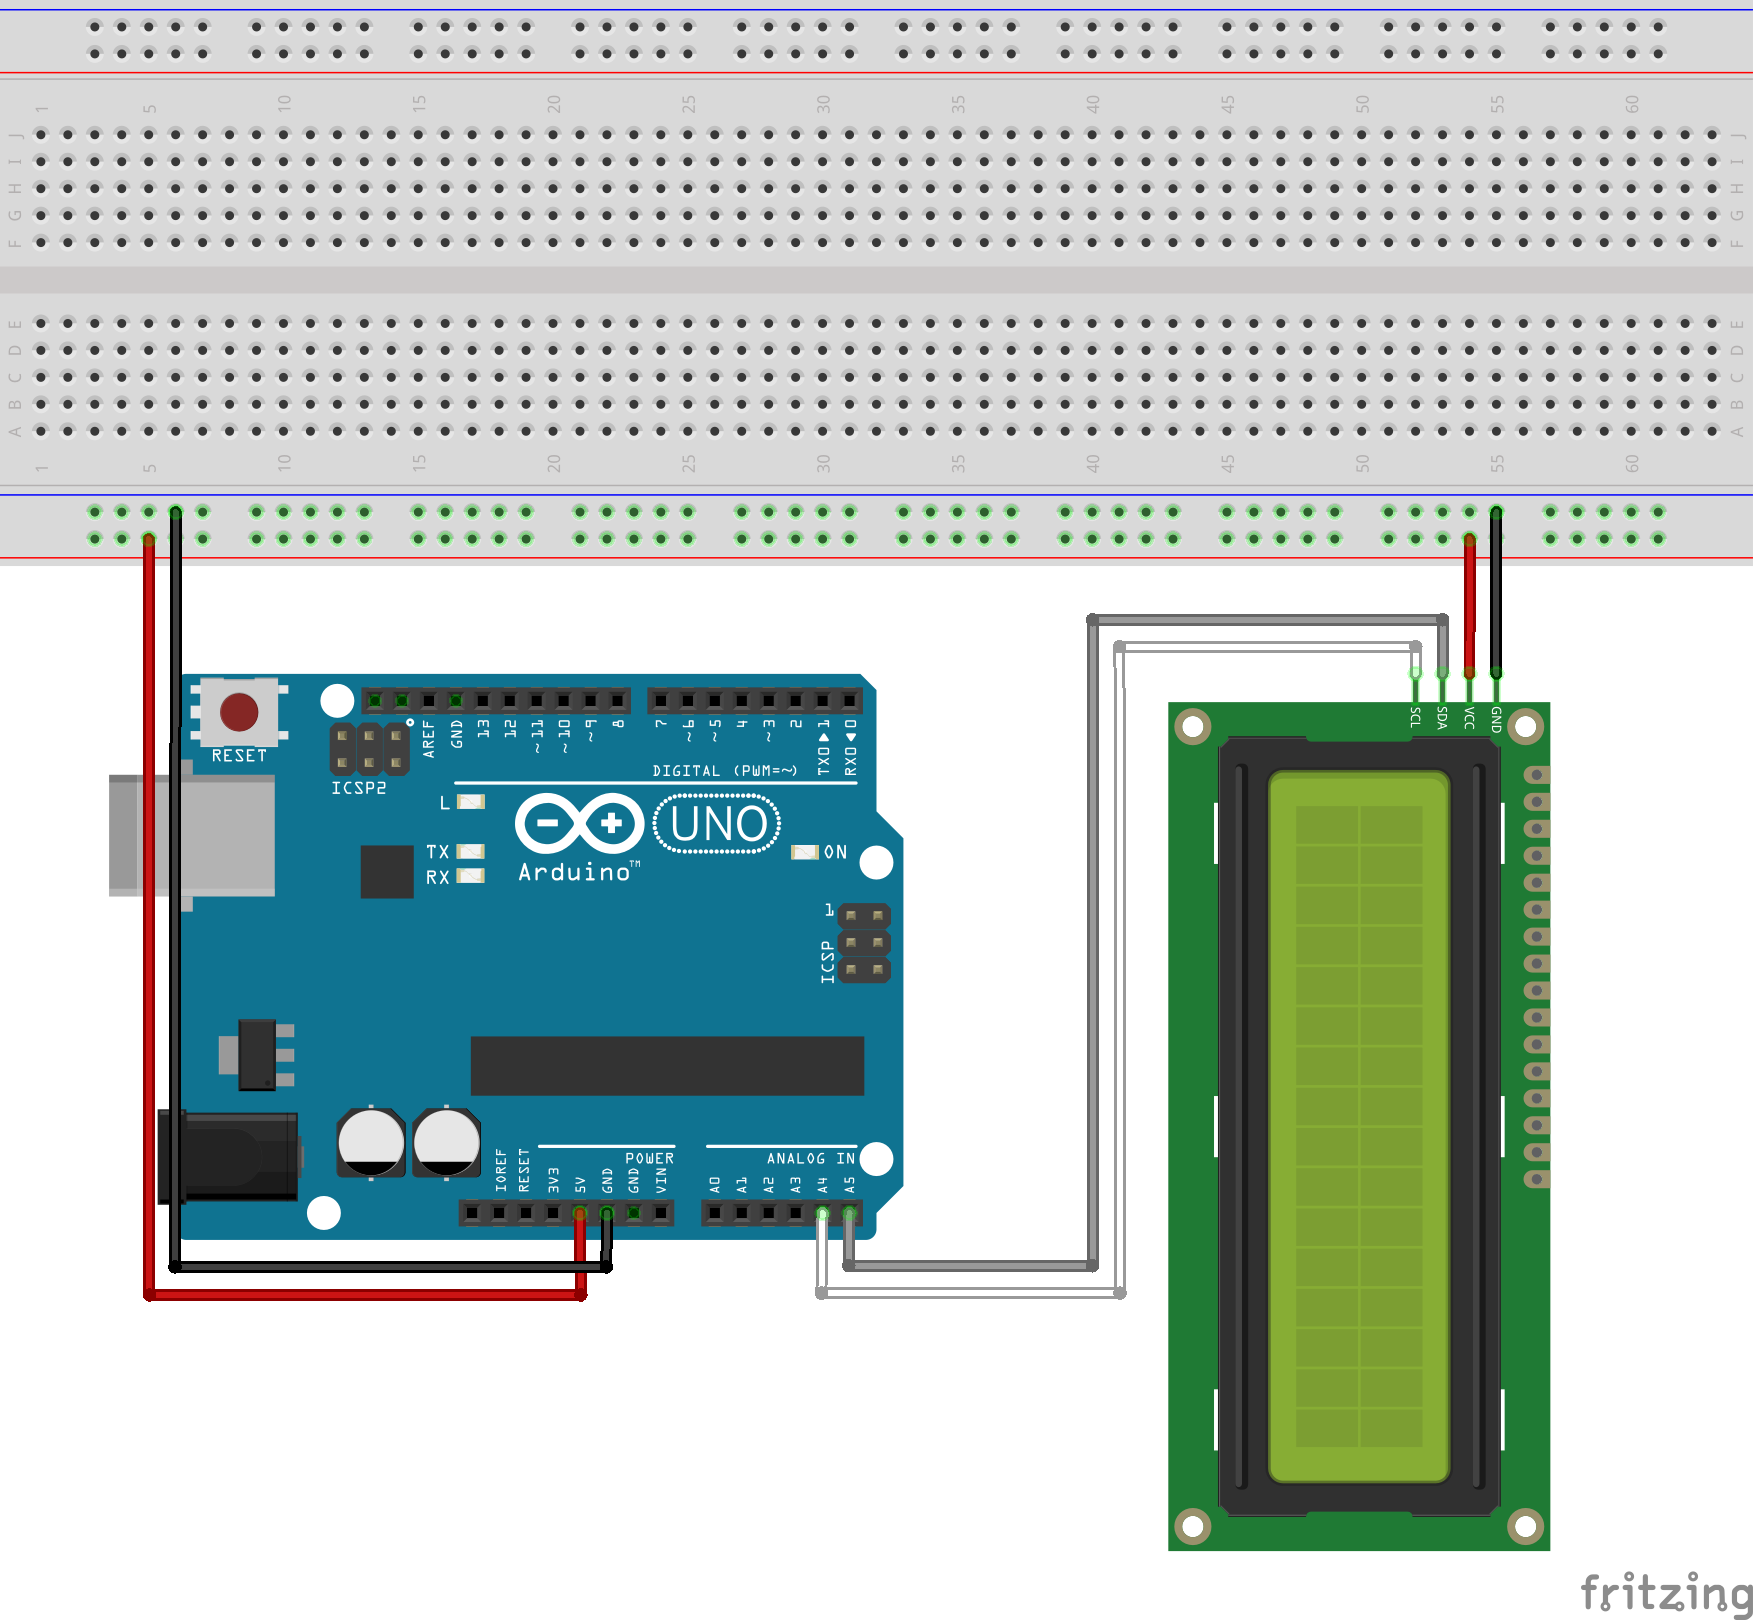 1 5 10 15 20 25 30 35 40 45 50 55 60
J J
I I
H H
G G
F F
E E
D D
C C
B B
A A
1 5 10 15 20 25 30 35 40 45 50 55 60
SCL SDA VCC GND
RESET
ICSP2
AREF GND 13 12 ~11 ~10 ~9 8 7 ~6 ~5 4 ~3 2 TX0▶1 RX0◀0
DIGITAL (PWM=~)
L
TX
RX
UNO
Arduino™
ON
1
ICSP
POWER
ANALOG IN
IOREF RESET 3V3 5V GND GND VIN A0 A1 A2 A3 A4 A5
fritzing